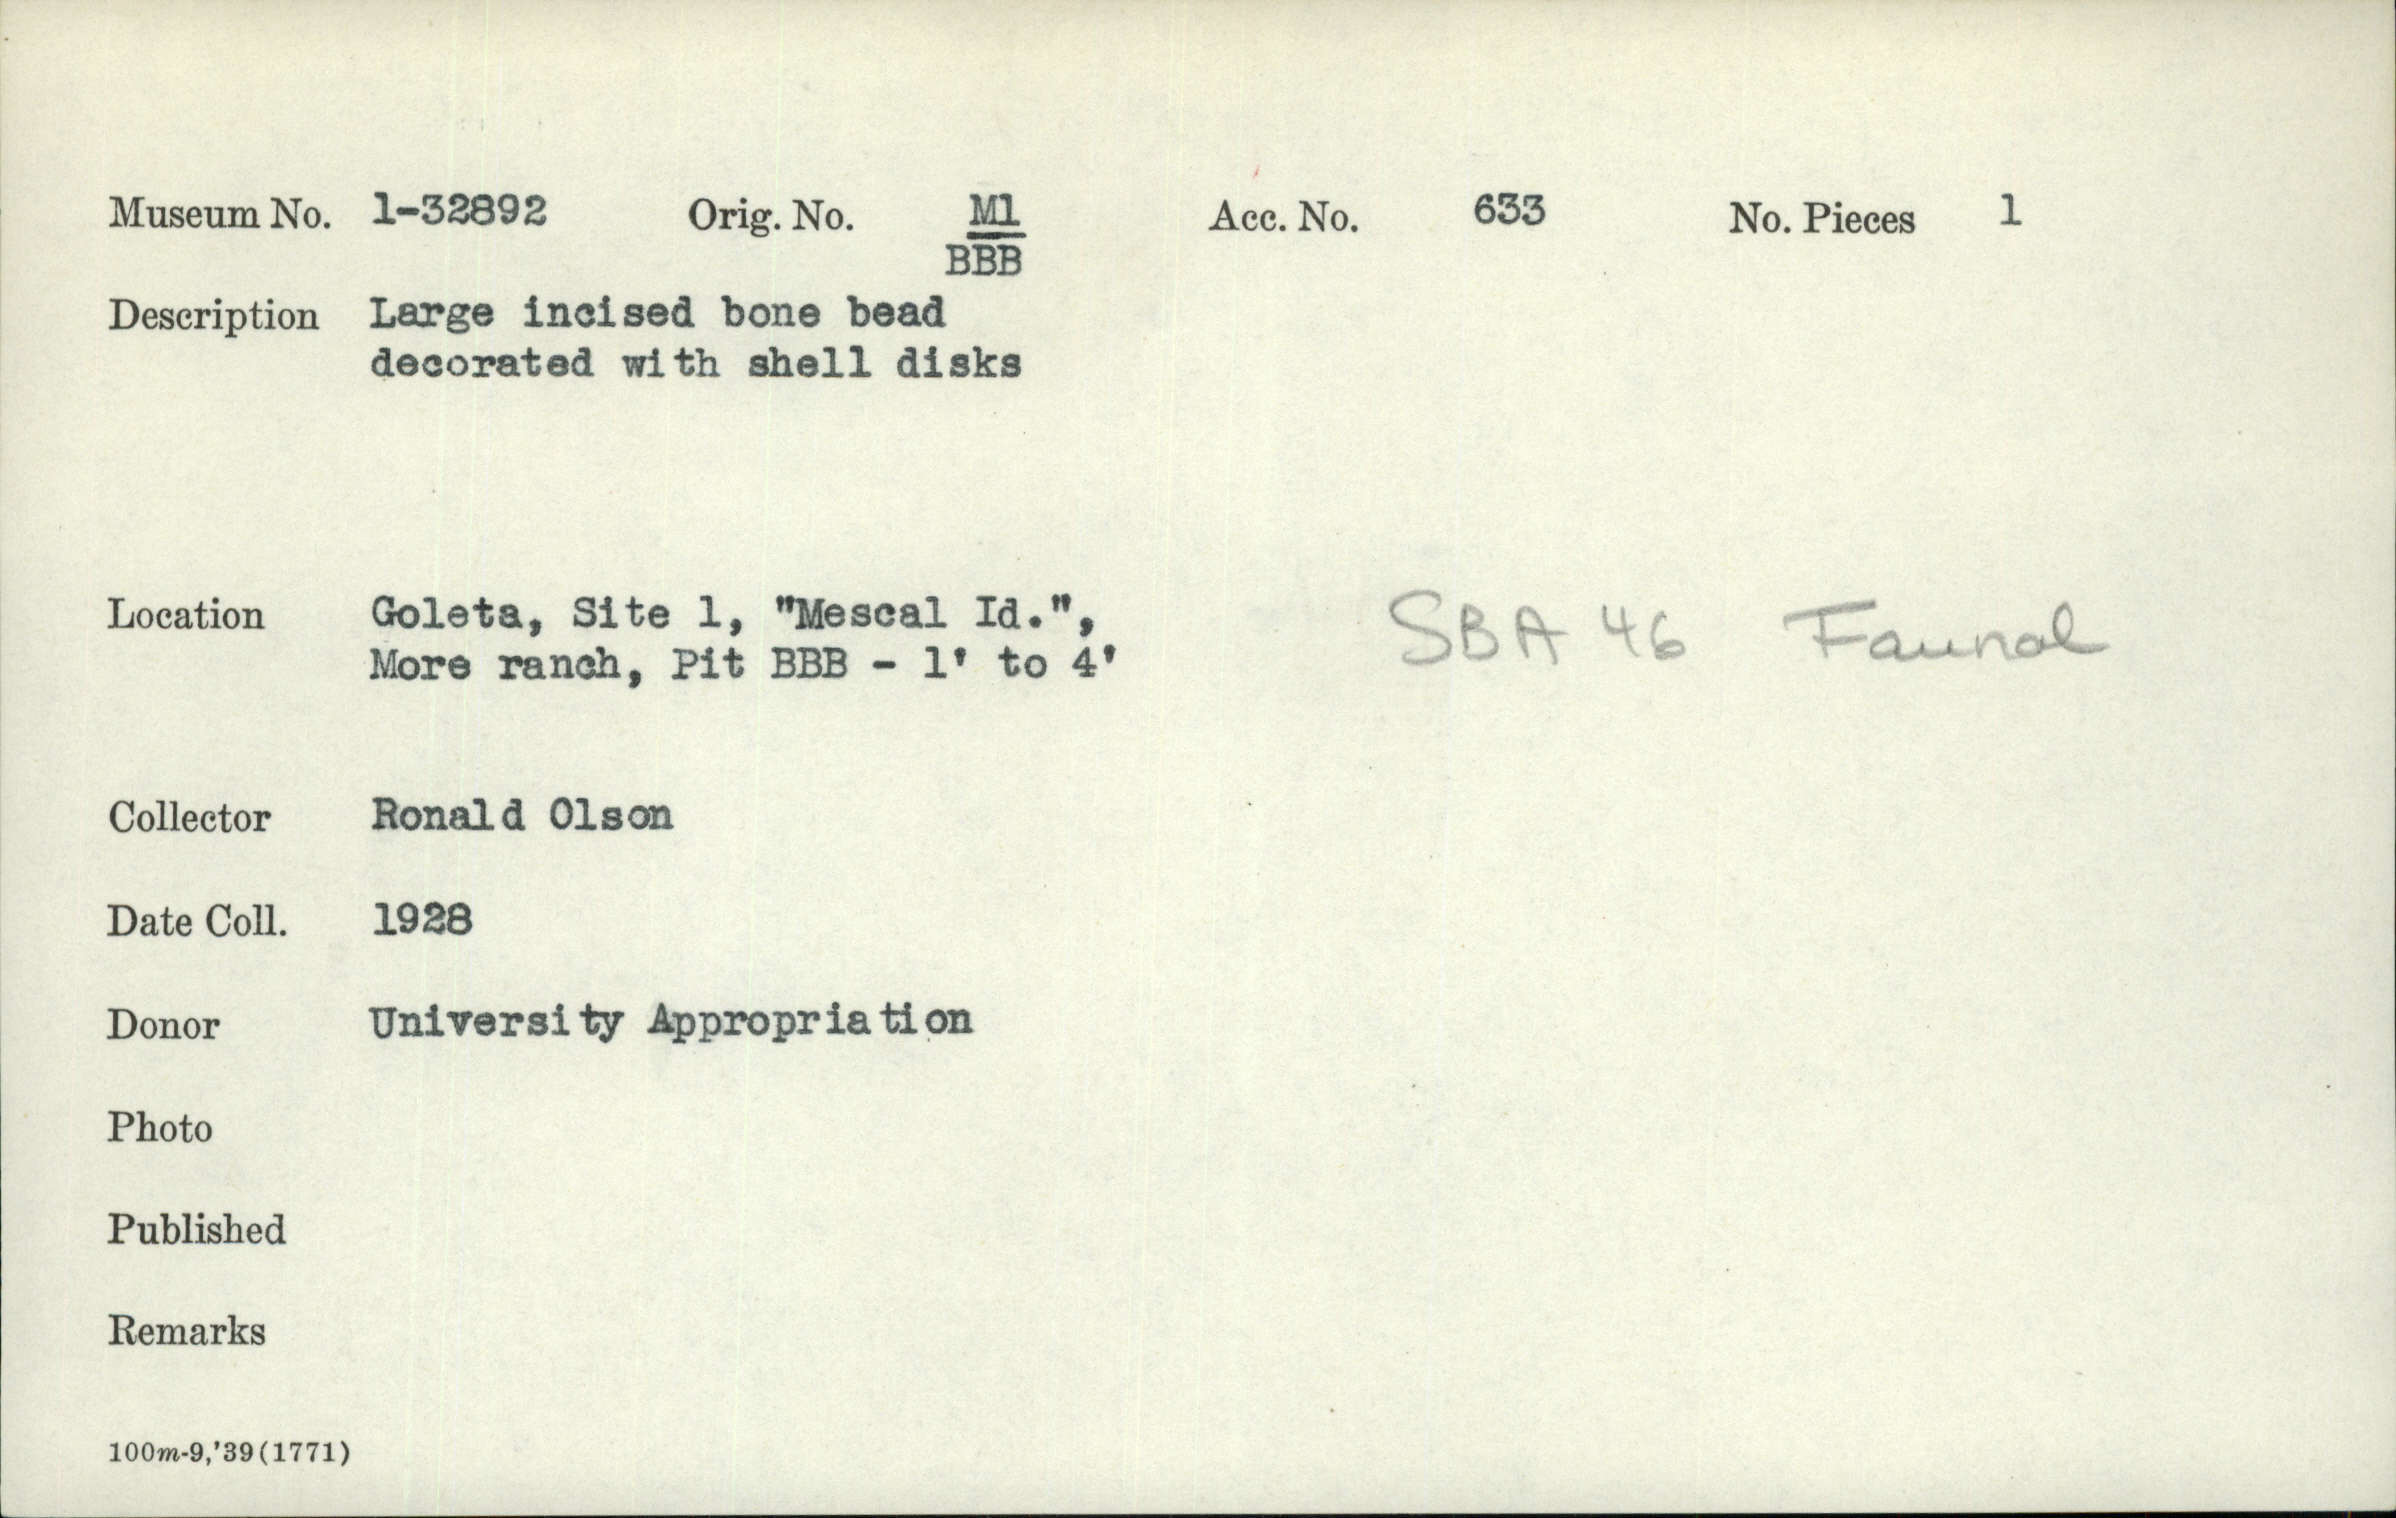 Museum No. 1-32892 Orig. No. M1 Acc. No. 633 No. Pieces 1
BBB
Description Large incised bone bead
decorated with shell disks
Location Goleta, Site 1, "Mescal Id.", SBA 46 Faunal
More ranch, Pit BBB - 1' to 4'
Collector Ronald Olson
Date Coll. 1928
Donor University Appropriation
Photo
Published
Remarks
100m-9,'39(1771)